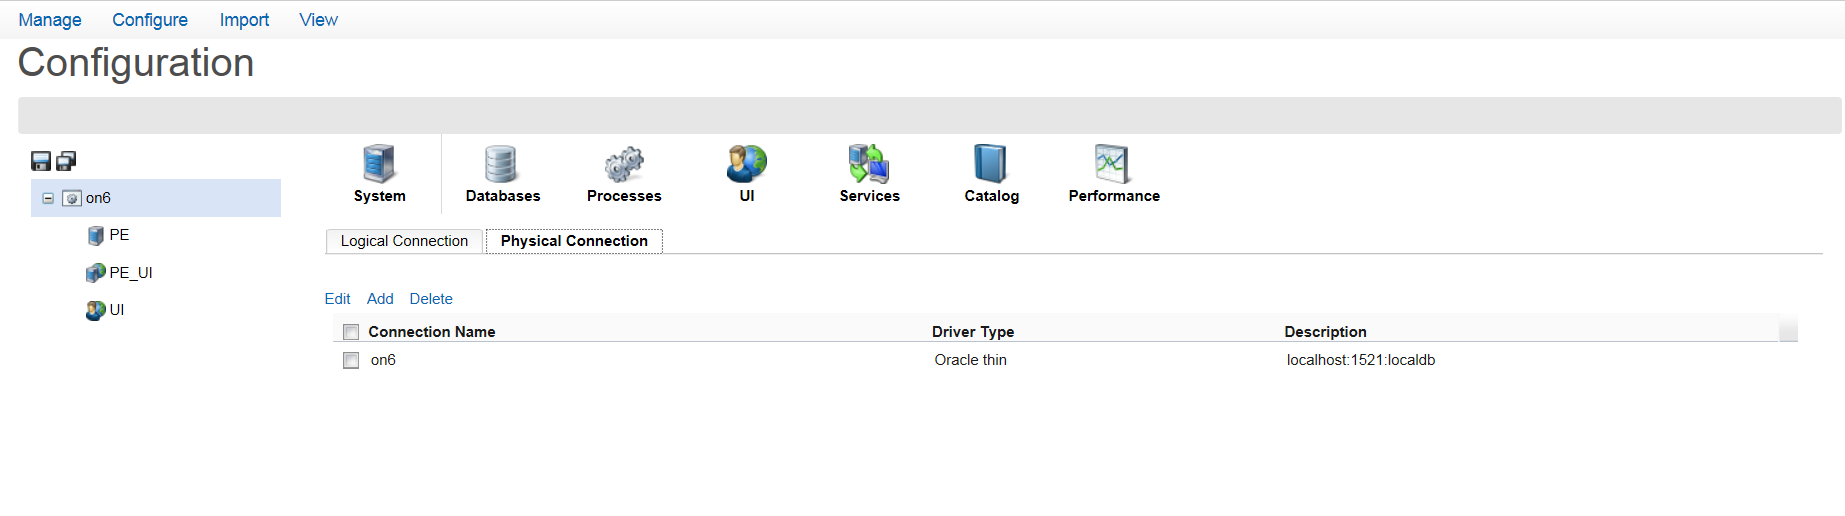 Manage Configure Import View
Configuration
on6
PE
PE_UI
UI
System Databases Processes UI Services Catalog Performance
Logical Connection Physical Connection
Edit Add Delete
Connection Name Driver Type Description
on6 Oracle thin localhost:1521:localdb